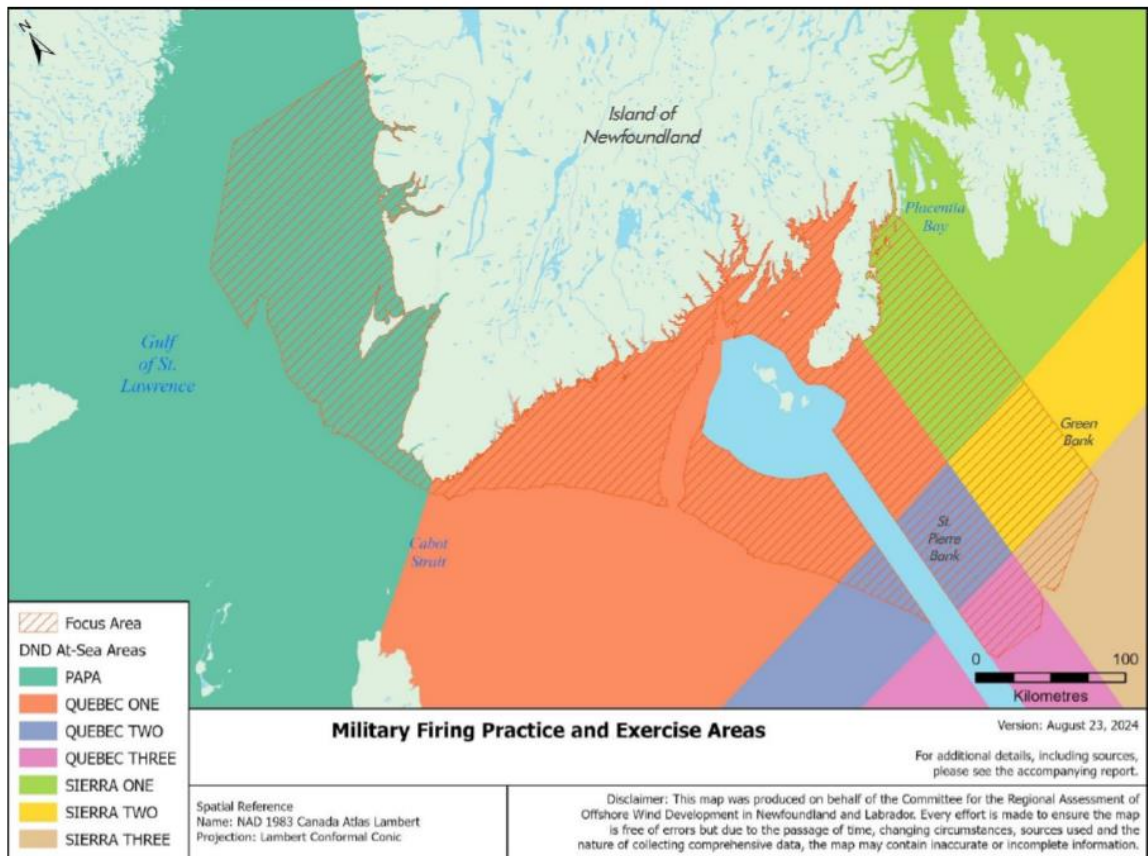 N
Island of
Newfoundland
Placentia
Bay
Gulf
of St.
Lawrence
Green
Bank
St.
Pierre
Bank
Cabot
Strait
Focus Area
DND At-Sea Areas
PAPA
QUEBEC ONE
QUEBEC TWO
QUEBEC THREE
SIERRA ONE
SIERRA TWO
SIERRA THREE
0 100
Kilometres
Military Firing Practice and Exercise Areas
Version: August 23, 2024
For additional details, including sources,
please see the accompanying report.
Spatial Reference
Name: NAD 1983 Canada Atlas Lambert
Projection: Lambert Conformal Conic
Disclaimer: This map was produced on behalf of the Committee for the Regional Assessment of
Offshore Wind Development in Newfoundland and Labrador. Every effort is made to ensure the map
is free of errors but due to the passage of time, changing circumstances, sources used and the
nature of collecting comprehensive data, the map may contain inaccurate or incomplete information.